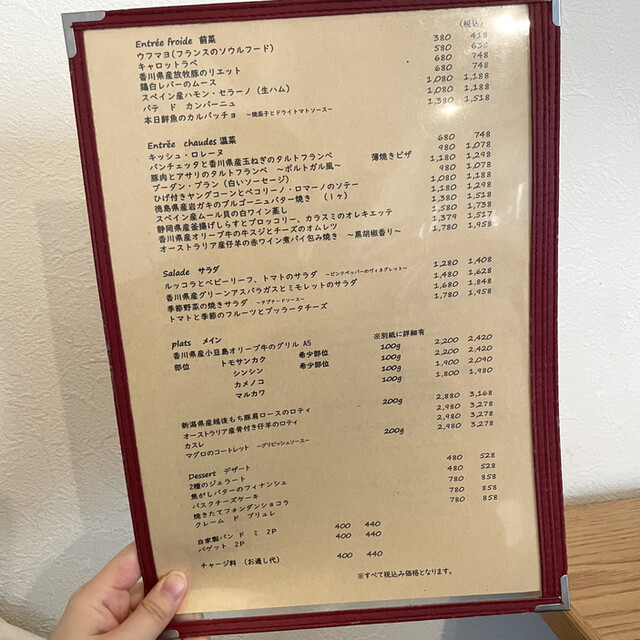 (税込)
Entrée froide 前菜
ウフマヨ(フランスのソウルフード) 380 418
キャロットラペ 580 638
香川県産放牧豚のリエット 680 748
鶏白レバーのムース 680 748
スペイン産ハモン・セラーノ(生ハム) 1,080 1,188
パテ ド カンパーニュ 1,080 1,188
本日鮮魚のカルパッチョ ～焼茄子とドライトマトソース～ 1,380 1,518
Entrée chaudes 温菜
キッシュ・ロレーヌ 680 748
パンチェッタと香川県産玉ねぎのタルトフランベ 薄焼きピザ 980 1,078
豚肉とアサリのタルトフランベ ～ポルトガル風～ 1,180 1,298
ブーダン・ブラン(白いソーセージ) 980 1,078
ひげ付きヤングコーンとペコリーノ・ロマーノのソテー 1,080 1,188
徳島県産岩ガキのブルゴーニュバター焼き (1ヶ) 1,180 1,298
スペイン産ムール貝の白ワイン蒸し 1,380 1,518
静岡県産釜揚げしらすとブロッコリー、カラスミのオレキエッテ 1,580 1,738
香川県産オリーブ牛の牛スジとチーズのオムレツ 1,379 1,517
オーストラリア産仔羊の赤ワイン煮パイ包み焼き ～黒胡椒香り～ 1,780 1,958
Salade サラダ
ルッコラとベビーリーフ、トマトのサラダ ～ピンクペッパーのヴィネグレット～ 1,280 1,408
香川県産グリーンアスパラガスとミモレットのサラダ 1,480 1,628
季節野菜の焼きサラダ ～タプナードソース～ 1,680 1,848
トマトと季節のフルーツとブッラータチーズ 1,780 1,958
plats メイン ※別紙に詳細有
香川県産小豆島オリーブ牛のグリル A5
部位 トモサンカク 希少部位 100g 2,200 2,420
シンシン 希少部位 100g 2,200 2,420
カメノコ 100g 1,900 2,090
マルカワ 100g 1,800 1,980
新潟県産越後もち豚肩ロースのロティ 200g 2,880 3,168
オーストラリア産骨付き仔羊のロティ 2,980 3,278
カスレ 2,980 3,278
マグロのコートレット ～グリビッシュソース～ 200g 2,980 3,278
Dessert デザート
2種のジェラート 480 528
焦がしバターのフィナンシェ 480 528
バスクチーズケーキ 780 858
焼きたてフォンダンショコラ 780 858
クレーム ド ブリュレ 780 858
自家製パン ド ミ 2P 400 440
バゲット 2P 400 440
チャージ料 (お通し代) 400 440
※すべて税込み価格となります。